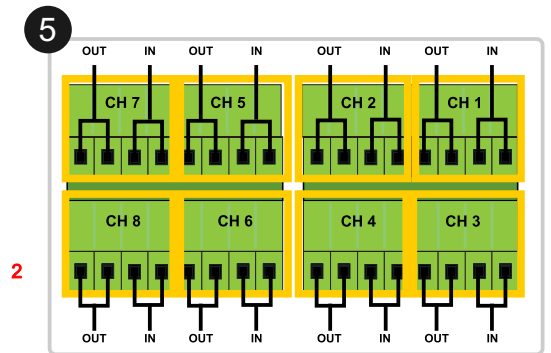 5
OUT IN OUT IN OUT IN OUT IN
CH 7 CH 5 CH 2 CH 1
CH 8 CH 6 CH 4 CH 3
2
OUT IN OUT IN OUT IN OUT IN